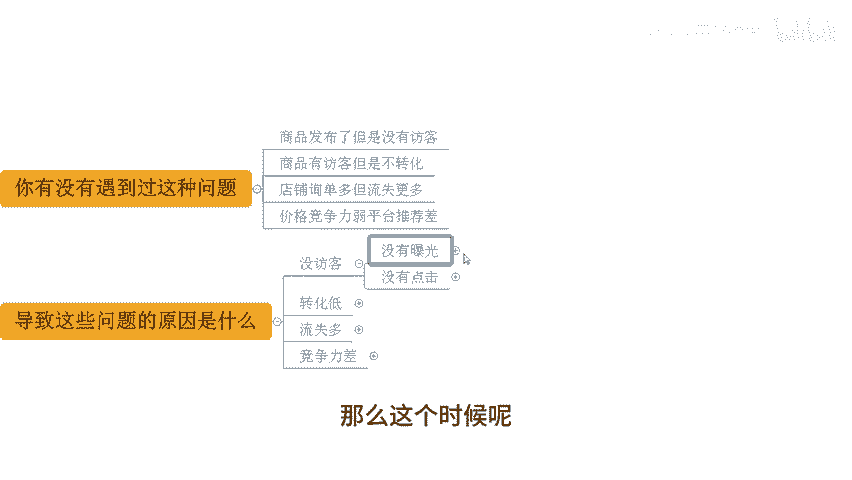 商品发布了但是没有访客
商品有访客但是不转化
你有没有遇到过这种问题
店铺询单多但流失更多
价格竞争力弱平台推荐差
没有曝光
没访客
没有点击
转化低
导致这些问题的原因是什么
流失多
竞争力差
那么这个时候呢